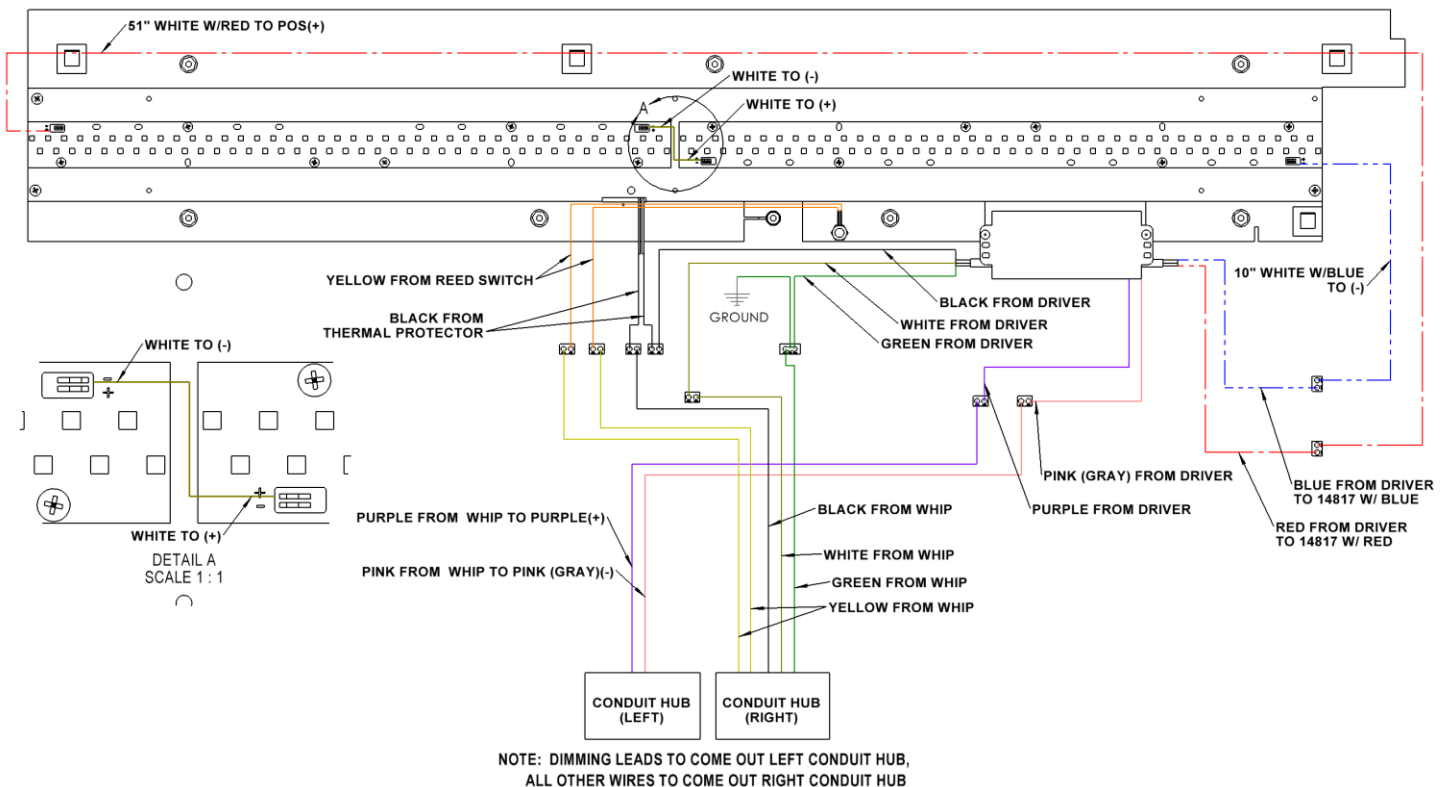 51" WHITE W/RED TO POS(+)
WHITE TO (-)
WHITE TO (+)
A
YELLOW FROM REED SWITCH
BLACK FROM
THERMAL PROTECTOR
GROUND
BLACK FROM DRIVER
WHITE FROM DRIVER
GREEN FROM DRIVER
10" WHITE W/BLUE
TO (-)
WHITE TO (-)
WHITE TO (+)
DETAIL A
SCALE 1 : 1
PINK (GRAY) FROM DRIVER
PURPLE FROM DRIVER
BLUE FROM DRIVER
TO 14817 W/ BLUE
RED FROM DRIVER
TO 14817 W/ RED
PURPLE FROM WHIP TO PURPLE(+)
PINK FROM WHIP TO PINK (GRAY)(-)
BLACK FROM WHIP
WHITE FROM WHIP
GREEN FROM WHIP
YELLOW FROM WHIP
CONDUIT HUB
(LEFT)
CONDUIT HUB
(RIGHT)
NOTE: DIMMING LEADS TO COME OUT LEFT CONDUIT HUB,
ALL OTHER WIRES TO COME OUT RIGHT CONDUIT HUB